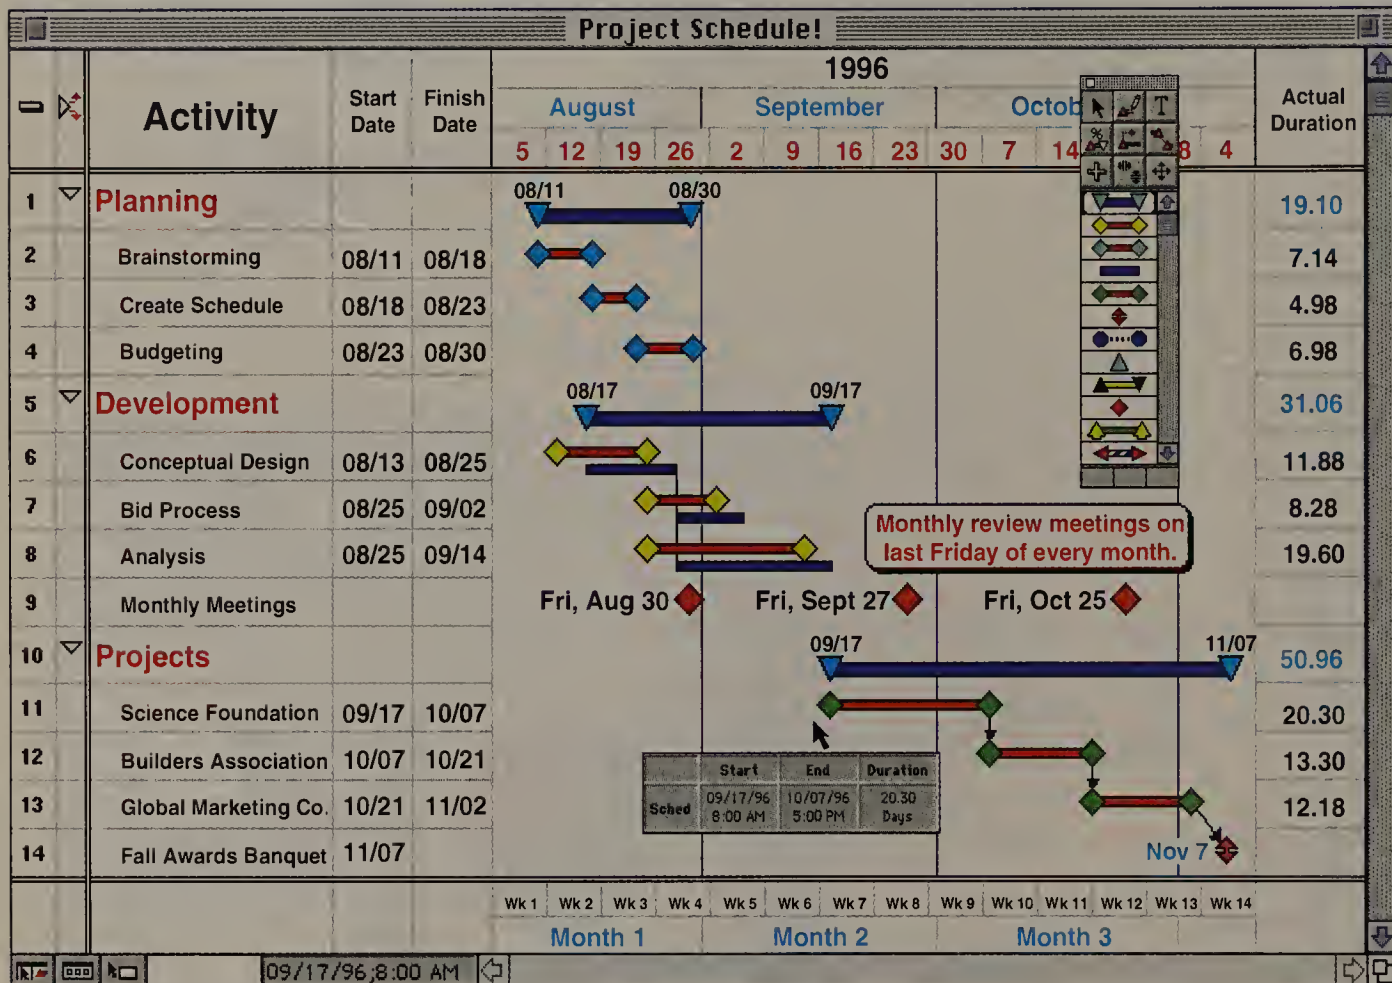 Project Schedule!
1996
Activity
Start Date
Finish Date
August
September
Octob
Actual Duration
5 12 19 26 2 9 16 23 30 7 14 8 4
T
%
1 Planning 08/11 08/30 19.10
2 Brainstorming 08/11 08/18 7.14
3 Create Schedule 08/18 08/23 4.98
4 Budgeting 08/23 08/30 6.98
5 Development 08/17 09/17 31.06
6 Conceptual Design 08/13 08/25 11.88
7 Bid Process 08/25 09/02 8.28
Monthly review meetings on
last Friday of every month.
8 Analysis 08/25 09/14 19.60
9 Monthly Meetings Fri, Aug 30 Fri, Sept 27 Fri, Oct 25
10 Projects 09/17 11/07 50.96
11 Science Foundation 09/17 10/07 20.30
12 Builders Association 10/07 10/21 13.30
Start End Duration
Sched 09/17/96 10/07/96 20.30
8:00 AM 5:00 PM Days
13 Global Marketing Co. 10/21 11/02 12.18
14 Fall Awards Banquet 11/07 Nov 7
Wk 1 Wk 2 Wk 3 Wk 4 Wk 5 Wk 6 Wk 7 Wk 8 Wk 9 Wk 10 Wk 11 Wk 12 Wk 13 Wk 14
Month 1 Month 2 Month 3
09/17/96;8:00 AM